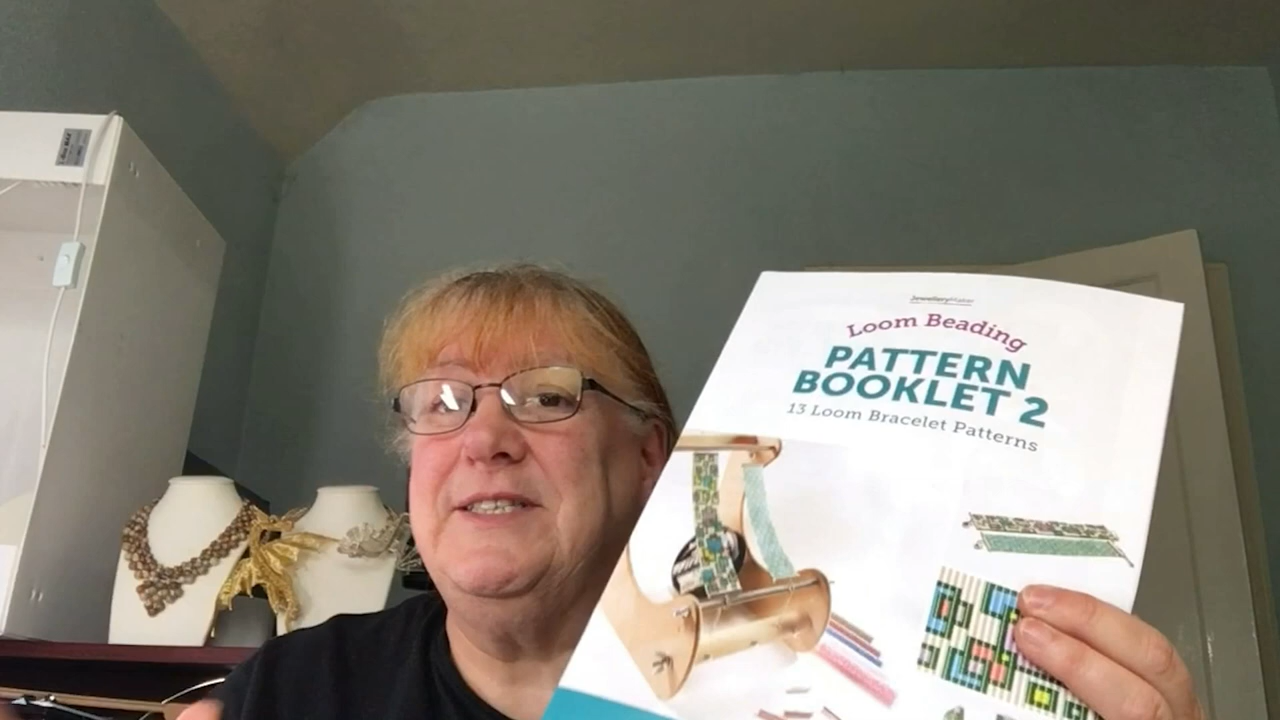 JewelleryMaker
Loom Beading
PATTERN
BOOKLET 2
13 Loom Bracelet Patterns